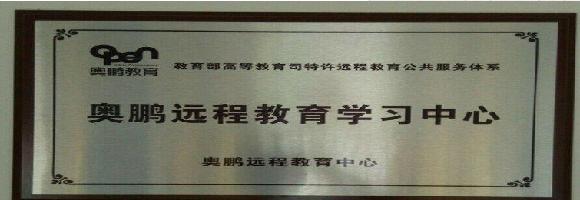 Open
奥鹏教育
教育部高等教育司特许远程教育公共服务体系
奥鹏远程教育学习中心
奥鹏远程教育中心